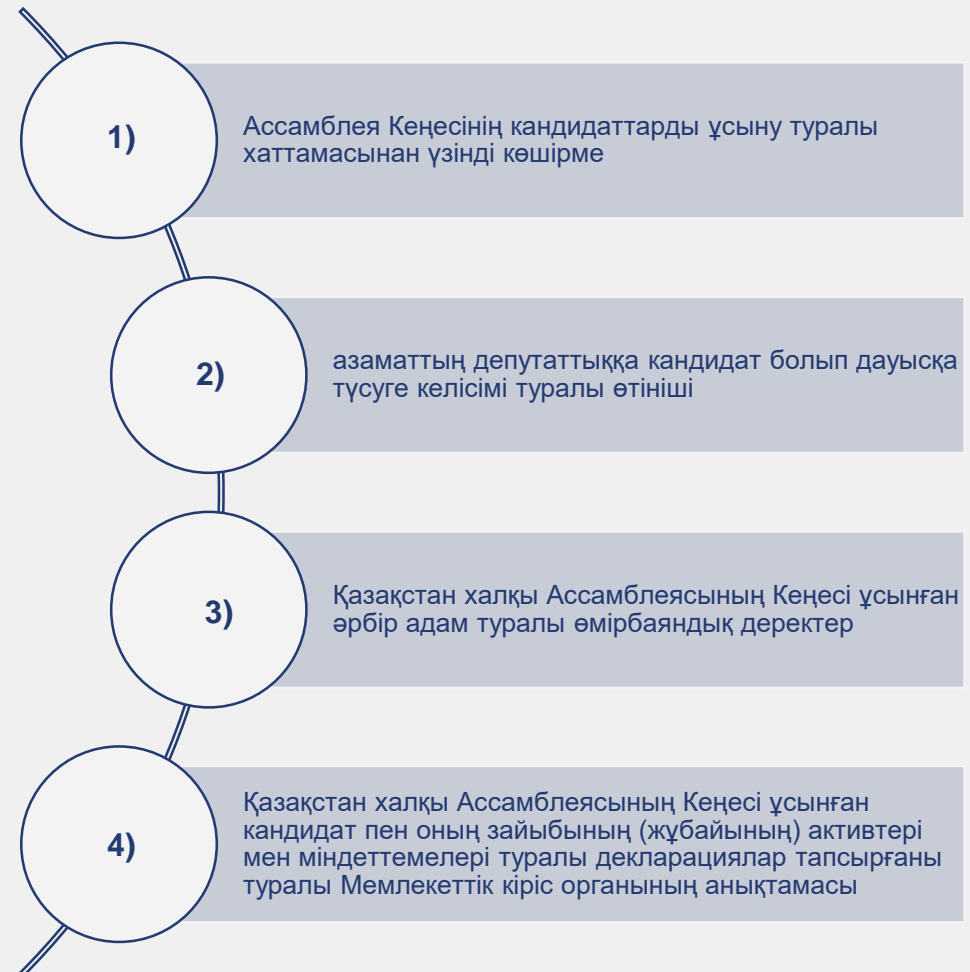 1)
Ассамблея Кеңесінің кандидаттарды ұсыну туралы
хаттамасынан үзінді көшірме
2)
азаматтың депутаттыққа кандидат болып дауысқа
түсуге келісімі туралы өтініші
3)
Қазақстан халқы Ассамблеясының Кеңесі ұсынған
әрбір адам туралы өмірбаяндық деректер
4)
Қазақстан халқы Ассамблеясының Кеңесі ұсынған
кандидат пен оның зайыбының (жұбайының) активтері
мен міндеттемелері туралы декларациялар тапсырғаны
туралы Мемлекеттік кіріс органының анықтамасы